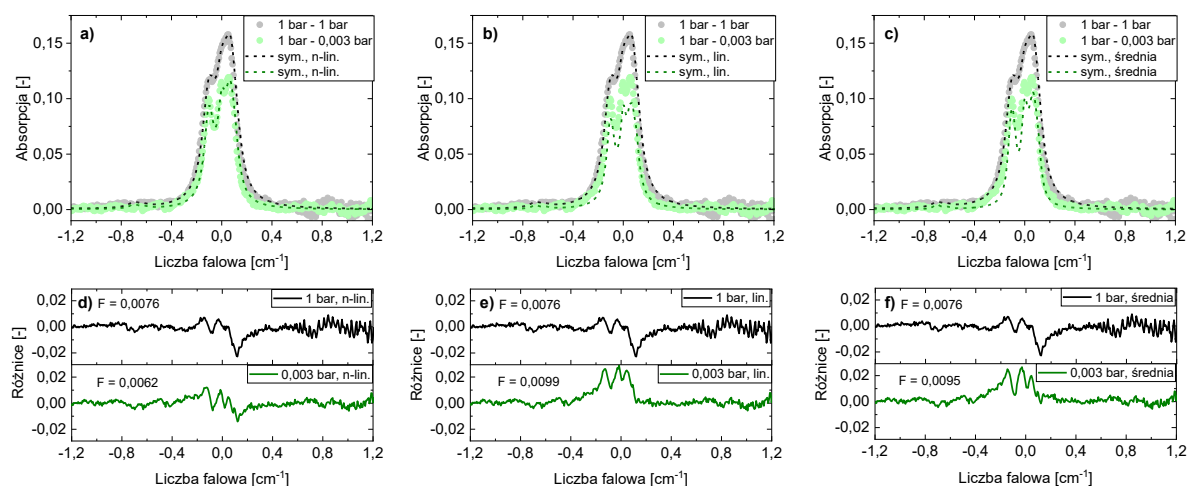 a)
1 bar - 1 bar
1 bar - 0,003 bar
sym., n-lin.
sym., n-lin.
0,15
0,10
0,05
0,00
Absorpcja [-]
-1,2 -0,8 -0,4 0,0 0,4 0,8 1,2
Liczba falowa [cm⁻¹]
b)
1 bar - 1 bar
1 bar - 0,003 bar
sym., lin.
sym., lin.
0,15
0,10
0,05
0,00
Absorpcja [-]
-1,2 -0,8 -0,4 0,0 0,4 0,8 1,2
Liczba falowa [cm⁻¹]
c)
1 bar - 1 bar
1 bar - 0,003 bar
sym., średnia
sym., średnia
0,15
0,10
0,05
0,00
Absorpcja [-]
-1,2 -0,8 -0,4 0,0 0,4 0,8 1,2
Liczba falowa [cm⁻¹]
d)
F = 0,0076
1 bar, n-lin.
0,02
0,00
-0,02
F = 0,0062
0,003 bar, n-lin.
0,02
0,00
-0,02
Różnice [-]
-1,2 -0,8 -0,4 0,0 0,4 0,8 1,2
Liczba falowa [cm⁻¹]
e)
F = 0,0076
1 bar, lin.
0,02
0,00
-0,02
F = 0,0099
0,003 bar, lin.
0,02
0,00
-0,02
Różnice [-]
-1,2 -0,8 -0,4 0,0 0,4 0,8 1,2
Liczba falowa [cm⁻¹]
f)
F = 0,0076
1 bar, średnia
0,02
0,00
-0,02
F = 0,0095
0,003 bar, średnia
0,02
0,00
-0,02
Różnice [-]
-1,2 -0,8 -0,4 0,0 0,4 0,8 1,2
Liczba falowa [cm⁻¹]